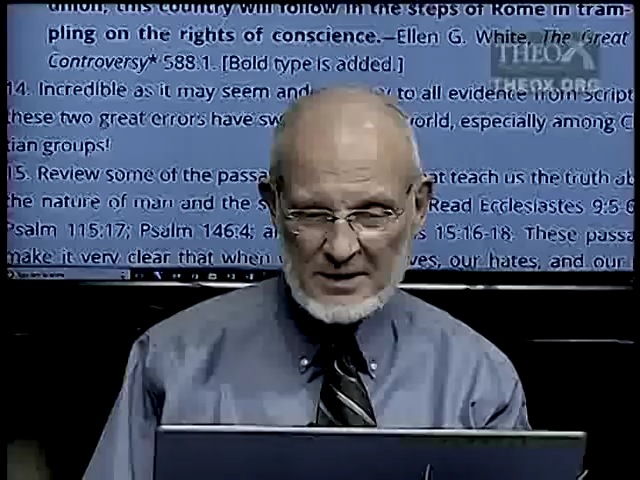 union, this country will follow in the steps of Rome in tram-
pling on the rights of conscience.—Ellen G. White, The Great
Controversy* 588.1. [Bold type is added.]
THEOX
THEOX.ORG
14. Incredible as it may seem and to all evidence from Script
these two great errors have sw world, especially among C
tian groups!
15. Review some of the passa at teach us the truth ab
the nature of man and the s Read Ecclesiastes 9:5-6
Psalm 115:17; Psalm 146:4; a s 15-16-18. These passa
make it very clear that when ves, our hates, and our